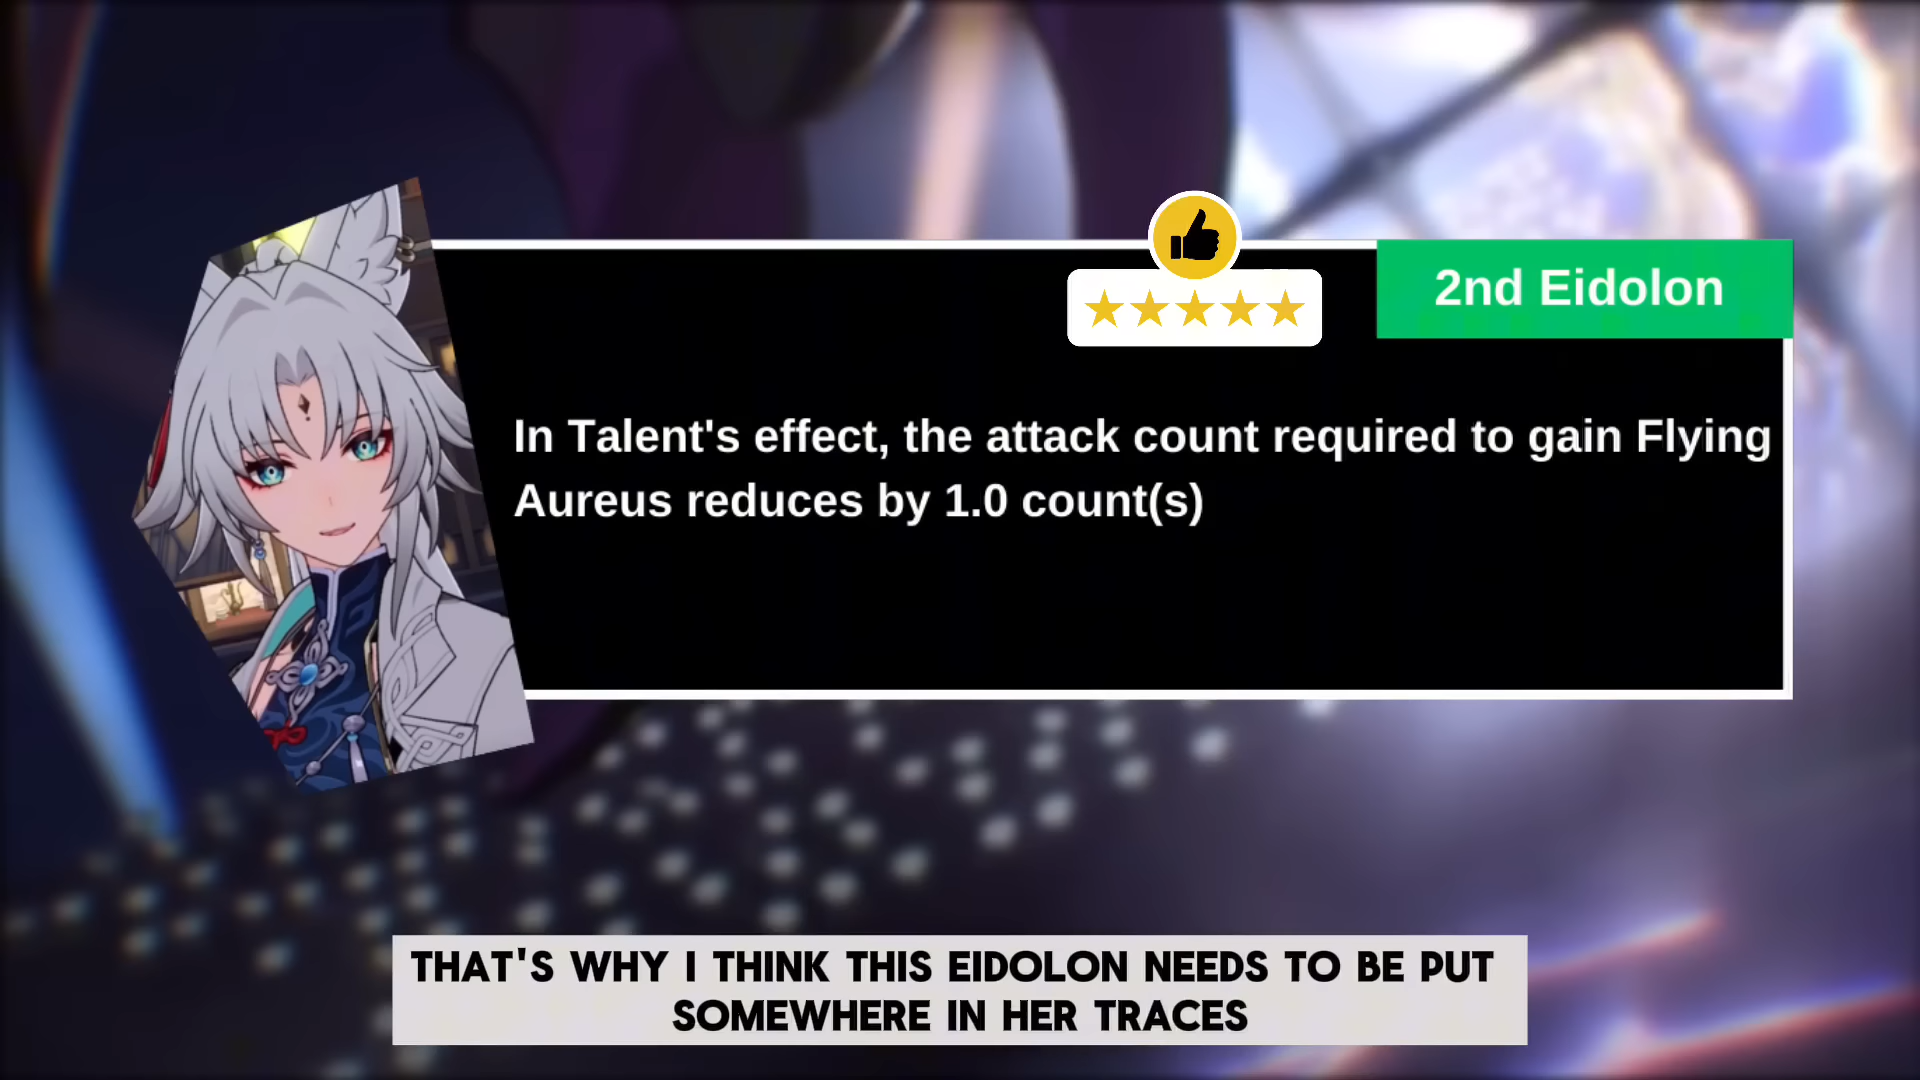 2nd Eidolon
In Talent's effect, the attack count required to gain Flying
Aureus reduces by 1.0 count(s)
THAT'S WHY I THINK THIS EIDOLON NEEDS TO BE PUT
SOMEWHERE IN HER TRACES